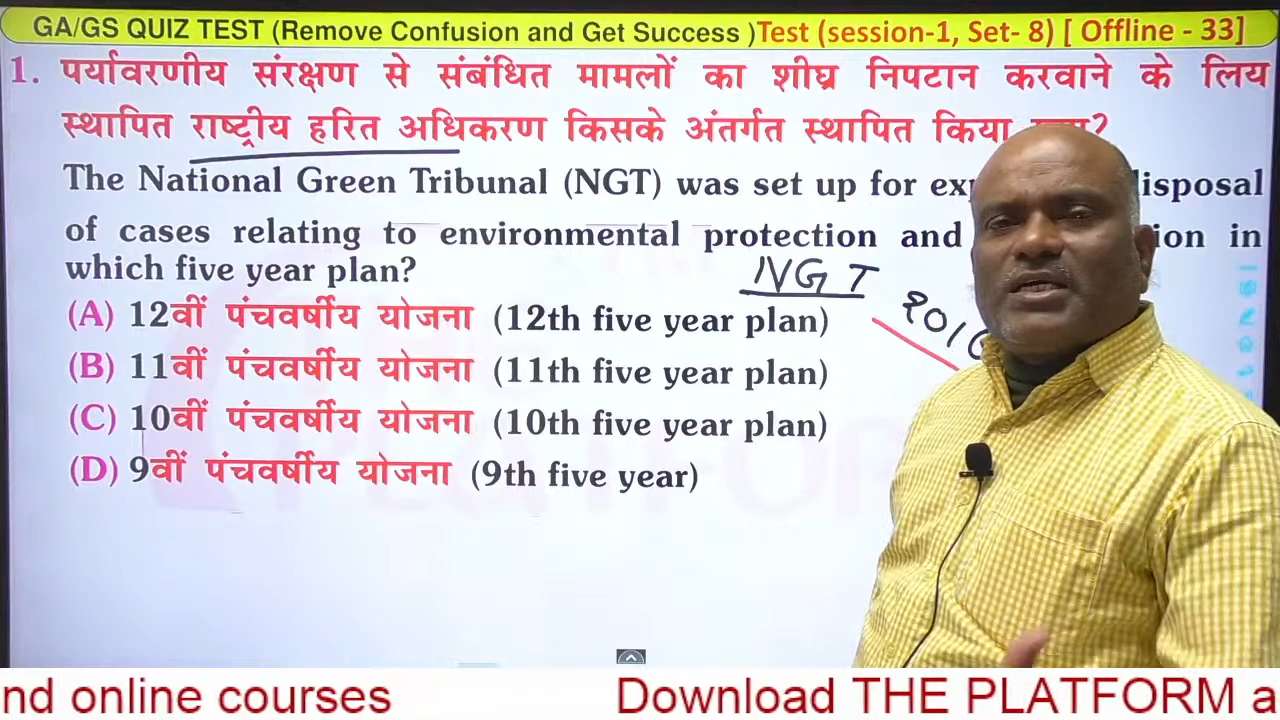 GA/GS QUIZ TEST (Remove Confusion and Get Success )Test (session-1, Set- 8) [ Offline - 33]
1. पर्यावरणीय संरक्षण से संबंधित मामलों का शीघ्र निपटान करवाने के लिय
स्थापित राष्ट्रीय हरित अधिकरण किसके अंतर्गत स्थापित किया
The National Green Tribunal (NGT) was set up for disposal
of cases relating to environmental protection and in
which five year plan?
NGT
(A) 12वीं पंचवर्षीय योजना (12th five year plan)
(B) 11वीं पंचवर्षीय योजना (11th five year plan)
(C) 10वीं पंचवर्षीय योजना (10th five year plan)
(D) 9वीं पंचवर्षीय योजना (9th five year)
nd online courses Download THE PLATFORM a